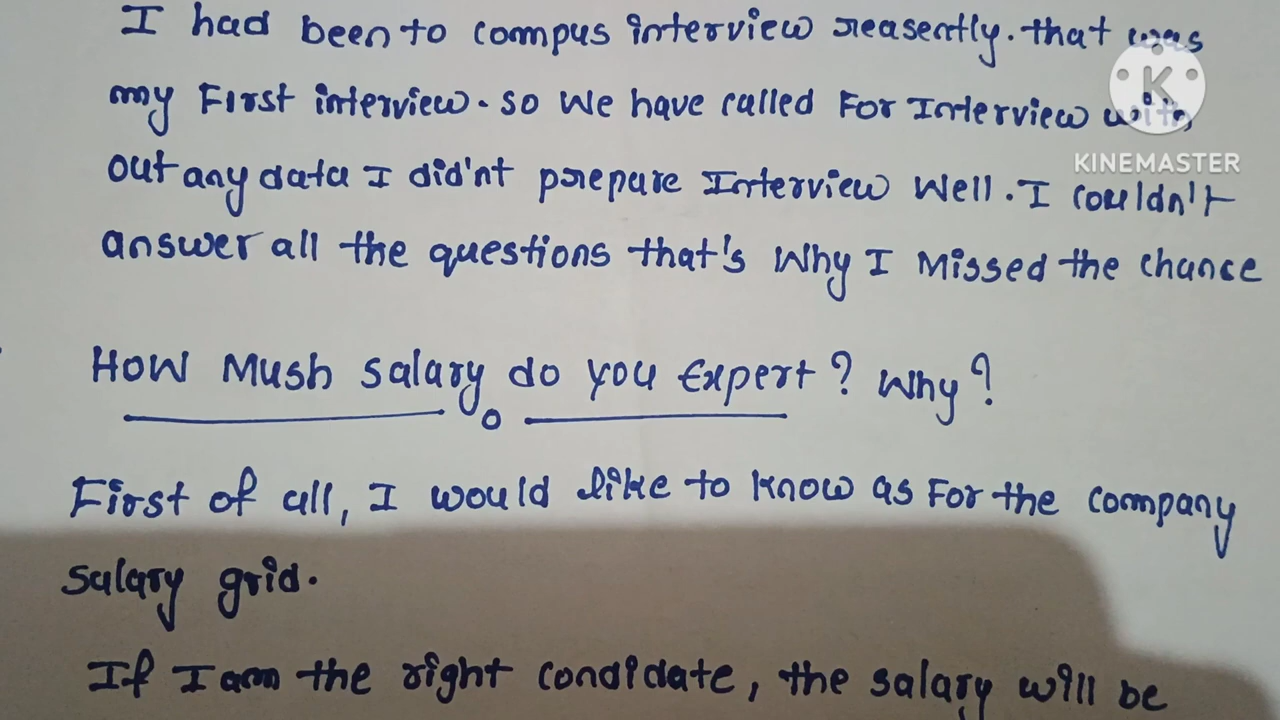 I had been to compus interview reasently. that was
my First interview. so We have called For Interview with
out any data I did'nt prepare Interview Well. I couldn't
answer all the questions that's Why I Missed the chance
How Mush salary do you Expert? Why?
First of all, I would like to know as For the company
salary grid.
If I am the right condidate, the salary will be
K
KINEMASTER